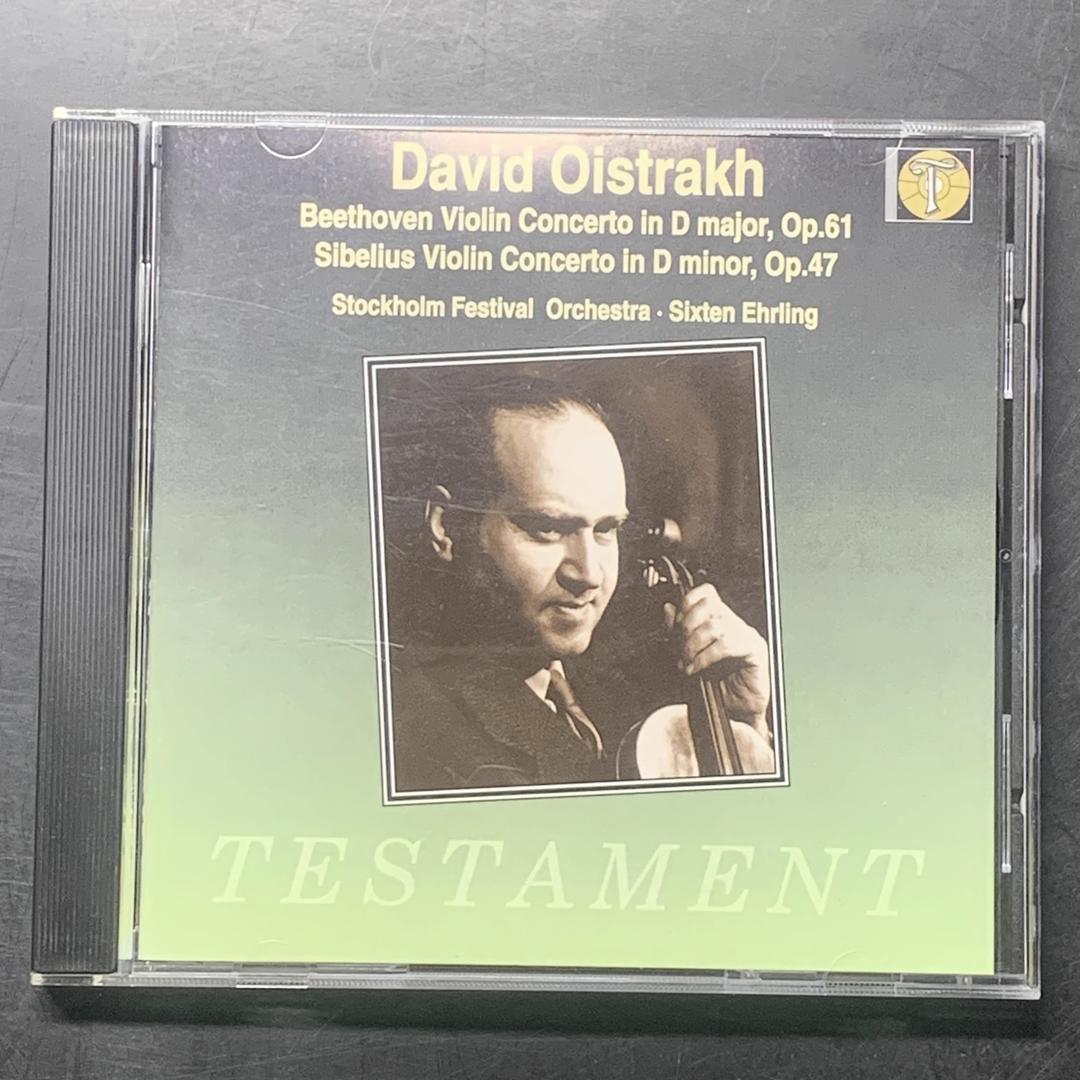 David Oistrakh
Beethoven Violin Concerto in D major, Op.61
Sibelius Violin Concerto in D minor, Op.47
Stockholm Festival Orchestra · Sixten Ehrling
T
TESTAMENT